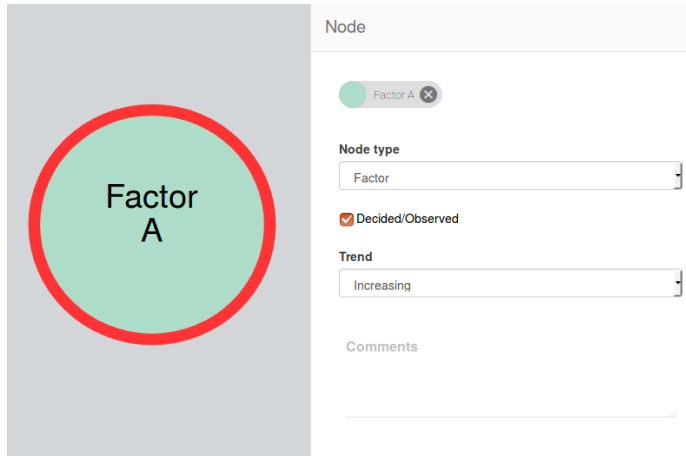 Factor
A
Node
Factor A
Node type
Factor
Decided/Observed
Trend
Increasing
Comments